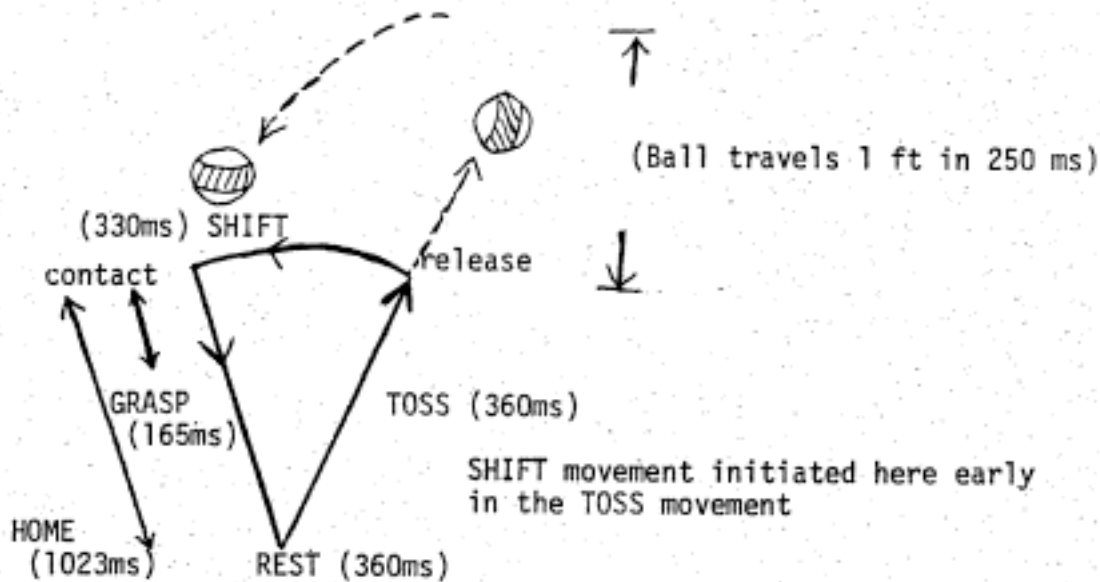 (Ball travels 1 ft in 250 ms)
(330ms) SHIFT
contact
release
GRASP
(165ms)
TOSS (360ms)
SHIFT movement initiated here early
in the TOSS movement
HOME
(1023ms)
REST (360ms)